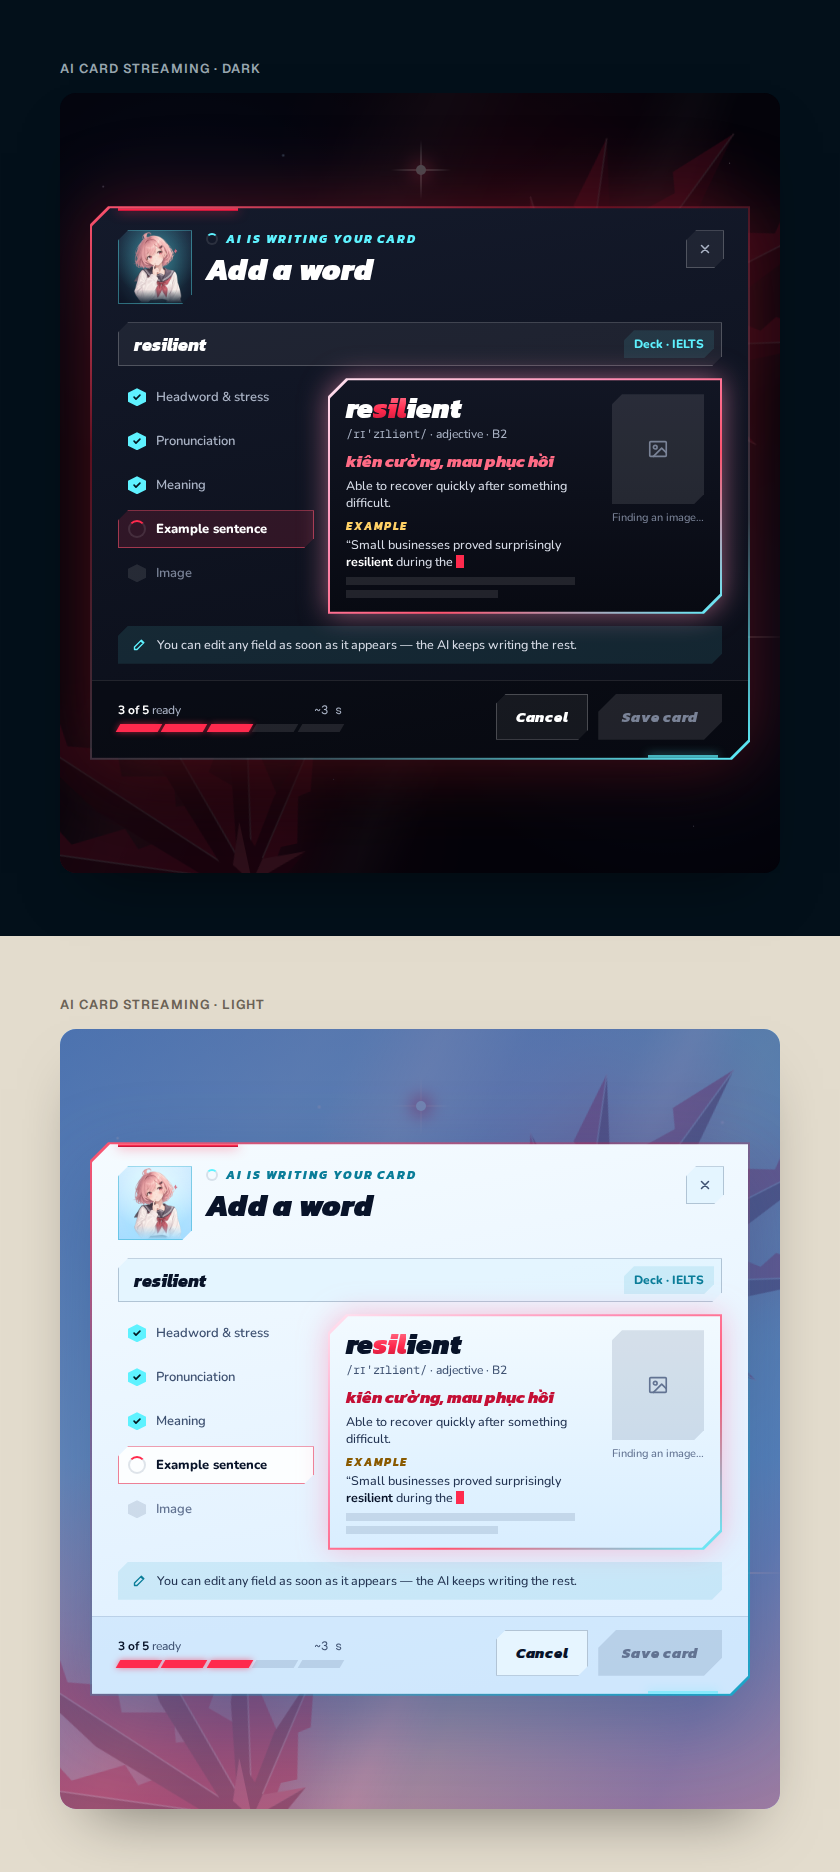 AI CARD STREAMING · DARK
AI IS WRITING YOUR CARD
Add a word
resilient
Deck · IELTS
Headword & stress
Pronunciation
Meaning
Example sentence
Image
resilient
/rɪˈzɪliənt/ · adjective · B2
kiên cường, mau phục hồi
Able to recover quickly after something
difficult.
EXAMPLE
“Small businesses proved surprisingly
resilient during the
Finding an image…
You can edit any field as soon as it appears — the AI keeps writing the rest.
3 of 5 ready
~3 s
Cancel
Save card
AI CARD STREAMING · LIGHT
AI IS WRITING YOUR CARD
Add a word
resilient
Deck · IELTS
Headword & stress
Pronunciation
Meaning
Example sentence
Image
resilient
/rɪˈzɪliənt/ · adjective · B2
kiên cường, mau phục hồi
Able to recover quickly after something
difficult.
EXAMPLE
“Small businesses proved surprisingly
resilient during the
Finding an image…
You can edit any field as soon as it appears — the AI keeps writing the rest.
3 of 5 ready
~3 s
Cancel
Save card